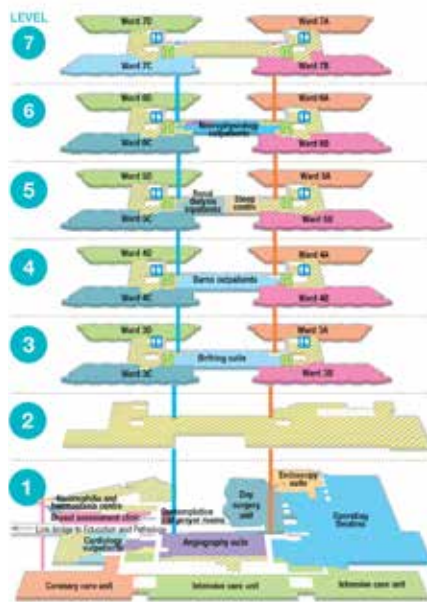 LEVEL
7
Ward 7D
Ward 7A
Ward 7C
Ward 7B
6
Ward 6D
Ward 6A
Neurophysiology
outpatients
Ward 6C
Ward 6B
5
Ward 5D
Ward 5A
Renal
dialysis
inpatients
Sleep
centre
Ward 5C
Ward 5B
4
Ward 4D
Ward 4A
Burns outpatients
Ward 4C
Ward 4B
3
Ward 3D
Ward 3A
Birthing suite
Ward 3C
Ward 3B
2
1
Endoscopy
suite
Haemophilia and
centre
Breast assessment clinic
Day
surgery
unit
Operating
theatres
Link bridge to Education and Pathology
Cardiology
outpatients
Angiography suite
Coronary care unit
Intensive care unit
Intensive care unit